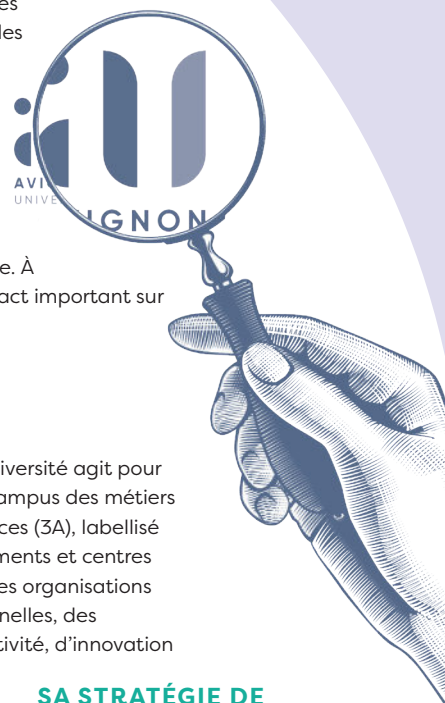 es
les
au
AVI
UNIVE
IGNON
e. À
act important sur
iversité agit pour
ampus des métiers
ces (3A), labellisé
ments et centres
es organisations
nelles, des
tivité, d'innovation
SA STRATÉGIE DE